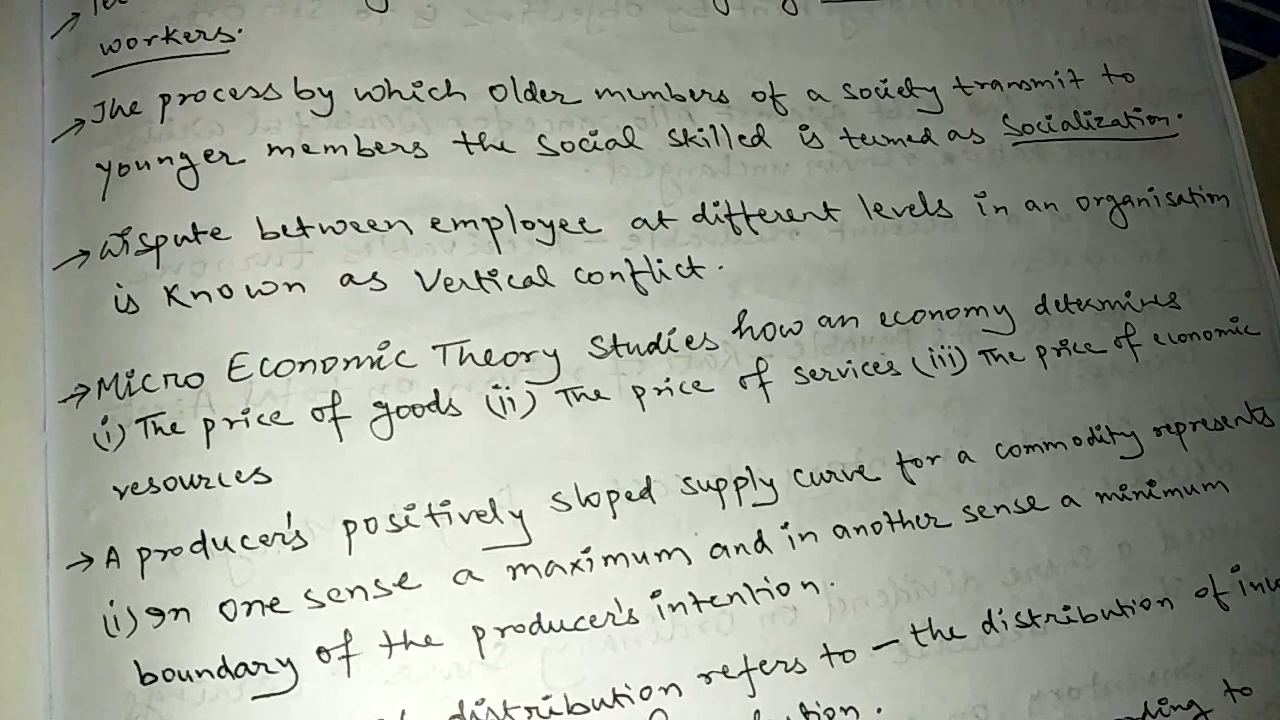 workers.
→ The process by which older members of a society transmit to
younger members the social skilled is termed as Socialization.
→ Dispute between employee at different levels in an organisation
is Known as Vertical conflict.
→ Micro Economic Theory Studies how an economy determines
(i) The price of goods (ii) The price of services (iii) The price of economic
resources
→ A producer's positively sloped supply curve for a commodity represents
(i) In one sense a maximum and in another sense a minimum
boundary of the producer's intention.
distribution refers to – the distribution of
to